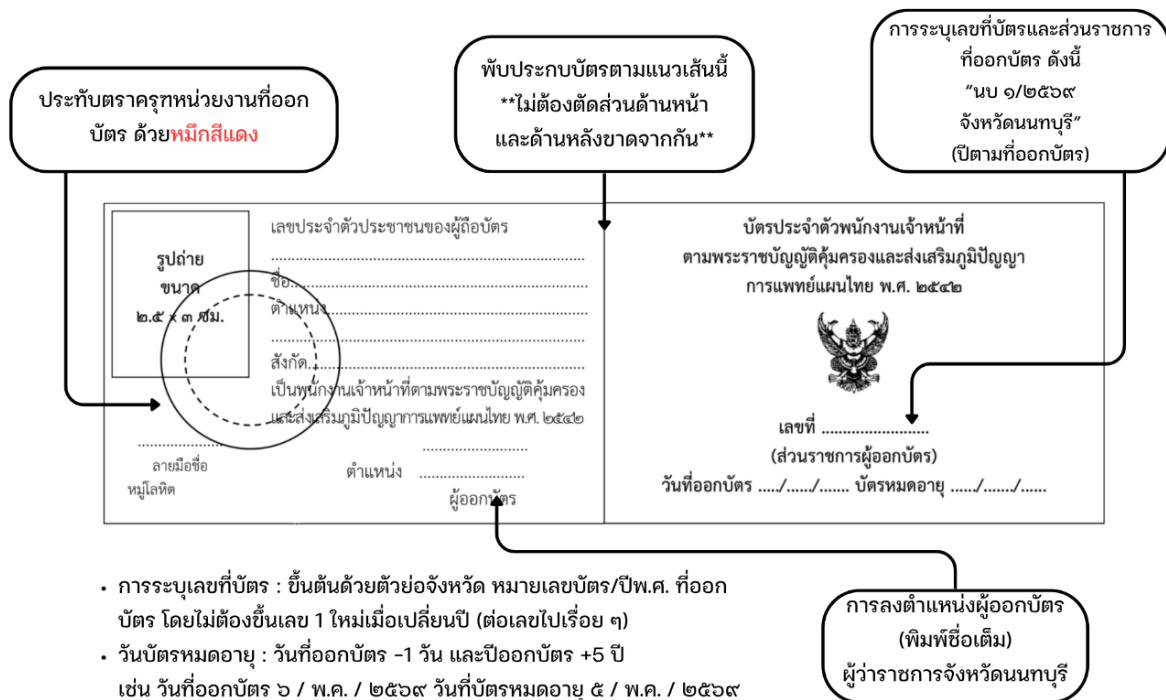 การระบุเลขที่บัตรและส่วนราชการ
ที่ออกบัตร ดังนี้
“นบ ๑/๒๕๖๙
จังหวัดนนทบุรี”
(ปีตามที่ออกบัตร)
พับประกบบัตรตามแนวเส้นนี้
**ไม่ต้องตัดส่วนด้านหน้า
และด้านหลังขาดจากกัน**
ประทับตราครุฑหน่วยงานที่ออก
บัตร ด้วยหมึกสีแดง
รูปถ่าย
ขนาด
๒.๕ × ๓ ซม.
เลขประจำตัวประชาชนของผู้ถือบัตร
..........................................................................
ชื่อ.....................................................................
ตำแหน่ง............................................................
..........................................................................
สังกัด.................................................................
เป็นพนักงานเจ้าหน้าที่ตามพระราชบัญญัติคุ้มครอง
และส่งเสริมภูมิปัญญาการแพทย์แผนไทย พ.ศ. ๒๕๔๒
.....................
ลายมือชื่อ
หมู่โลหิต
..........................
ตำแหน่ง ..........................
ผู้ออกบัตร
บัตรประจำตัวพนักงานเจ้าหน้าที่
ตามพระราชบัญญัติคุ้มครองและส่งเสริมภูมิปัญญา
การแพทย์แผนไทย พ.ศ. ๒๕๔๒
เลขที่ ..........................
(ส่วนราชการผู้ออกบัตร)
วันที่ออกบัตร ...../....../....... บัตรหมดอายุ ....../......./......
• การระบุเลขที่บัตร : ขึ้นต้นด้วยตัวย่อจังหวัด หมายเลขบัตร/ปีพ.ศ. ที่ออก
บัตร โดยไม่ต้องขึ้นเลข 1 ใหม่เมื่อเปลี่ยนปี (ต่อเลขไปเรื่อย ๆ)
• วันบัตรหมดอายุ : วันที่ออกบัตร -1 วัน และปีออกบัตร +5 ปี
เช่น วันที่ออกบัตร ๖ / พ.ค. / ๒๕๖๙ วันที่บัตรหมดอายุ ๕ / พ.ค. / ๒๕๖๙
การลงตำแหน่งผู้ออกบัตร
(พิมพ์ชื่อเต็ม)
ผู้ว่าราชการจังหวัดนนทบุรี